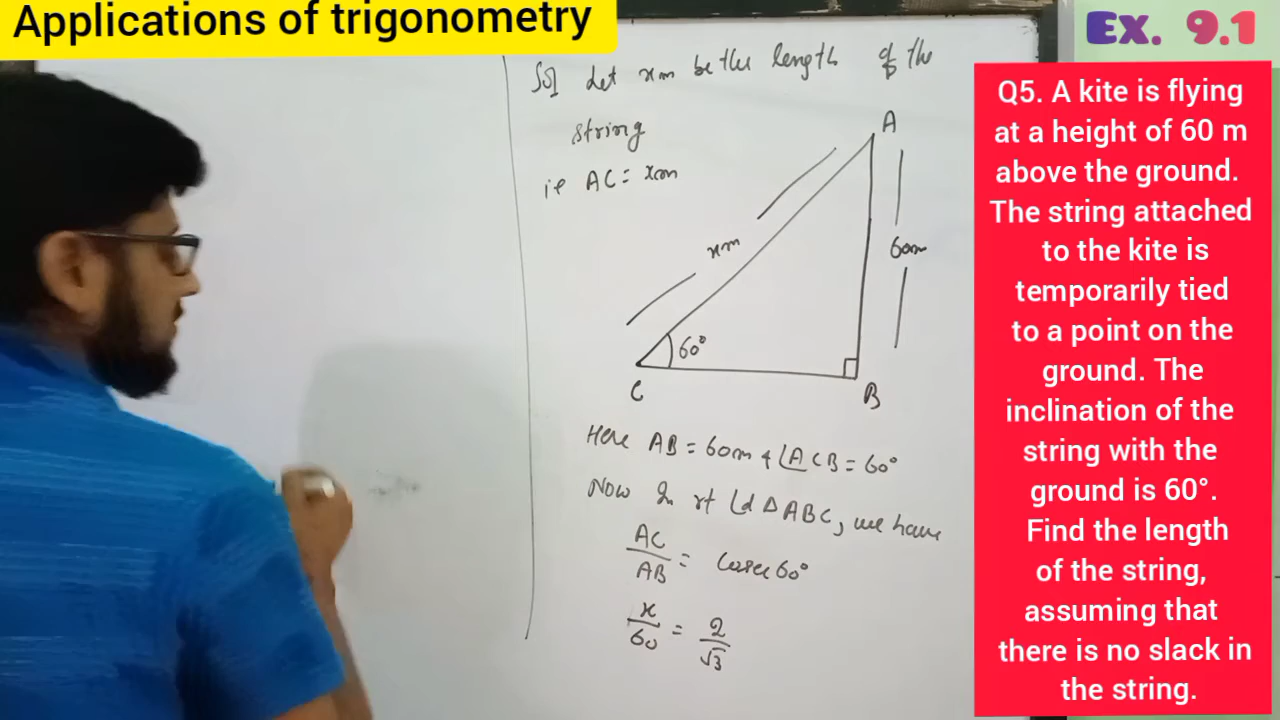 Applications of trigonometry
Ex. 9.1
Sol Let xm be the length of the
string
ie AC = xm
A
xm
60m
60°
C
B
Here AB = 60m & ∠ACB = 60°
Now In rt ∠d ΔABC, we have
AC/AB = cosec 60°
x/60 = 2/√3
Q5. A kite is flying
at a height of 60 m
above the ground.
The string attached
to the kite is
temporarily tied
to a point on the
ground. The
inclination of the
string with the
ground is 60°.
Find the length
of the string,
assuming that
there is no slack in
the string.